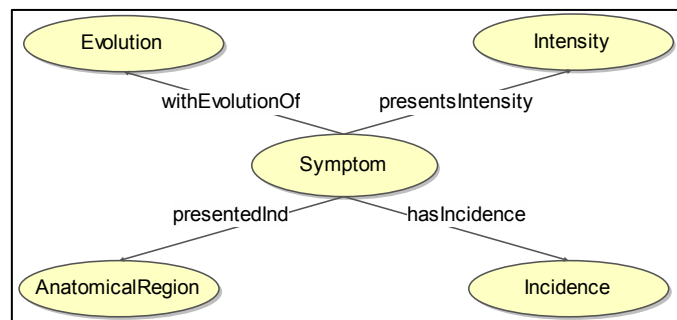 Evolution
Intensity
withEvolutionOf
presentsIntensity
Symptom
presentedInd
hasIncidence
AnatomicalRegion
Incidence